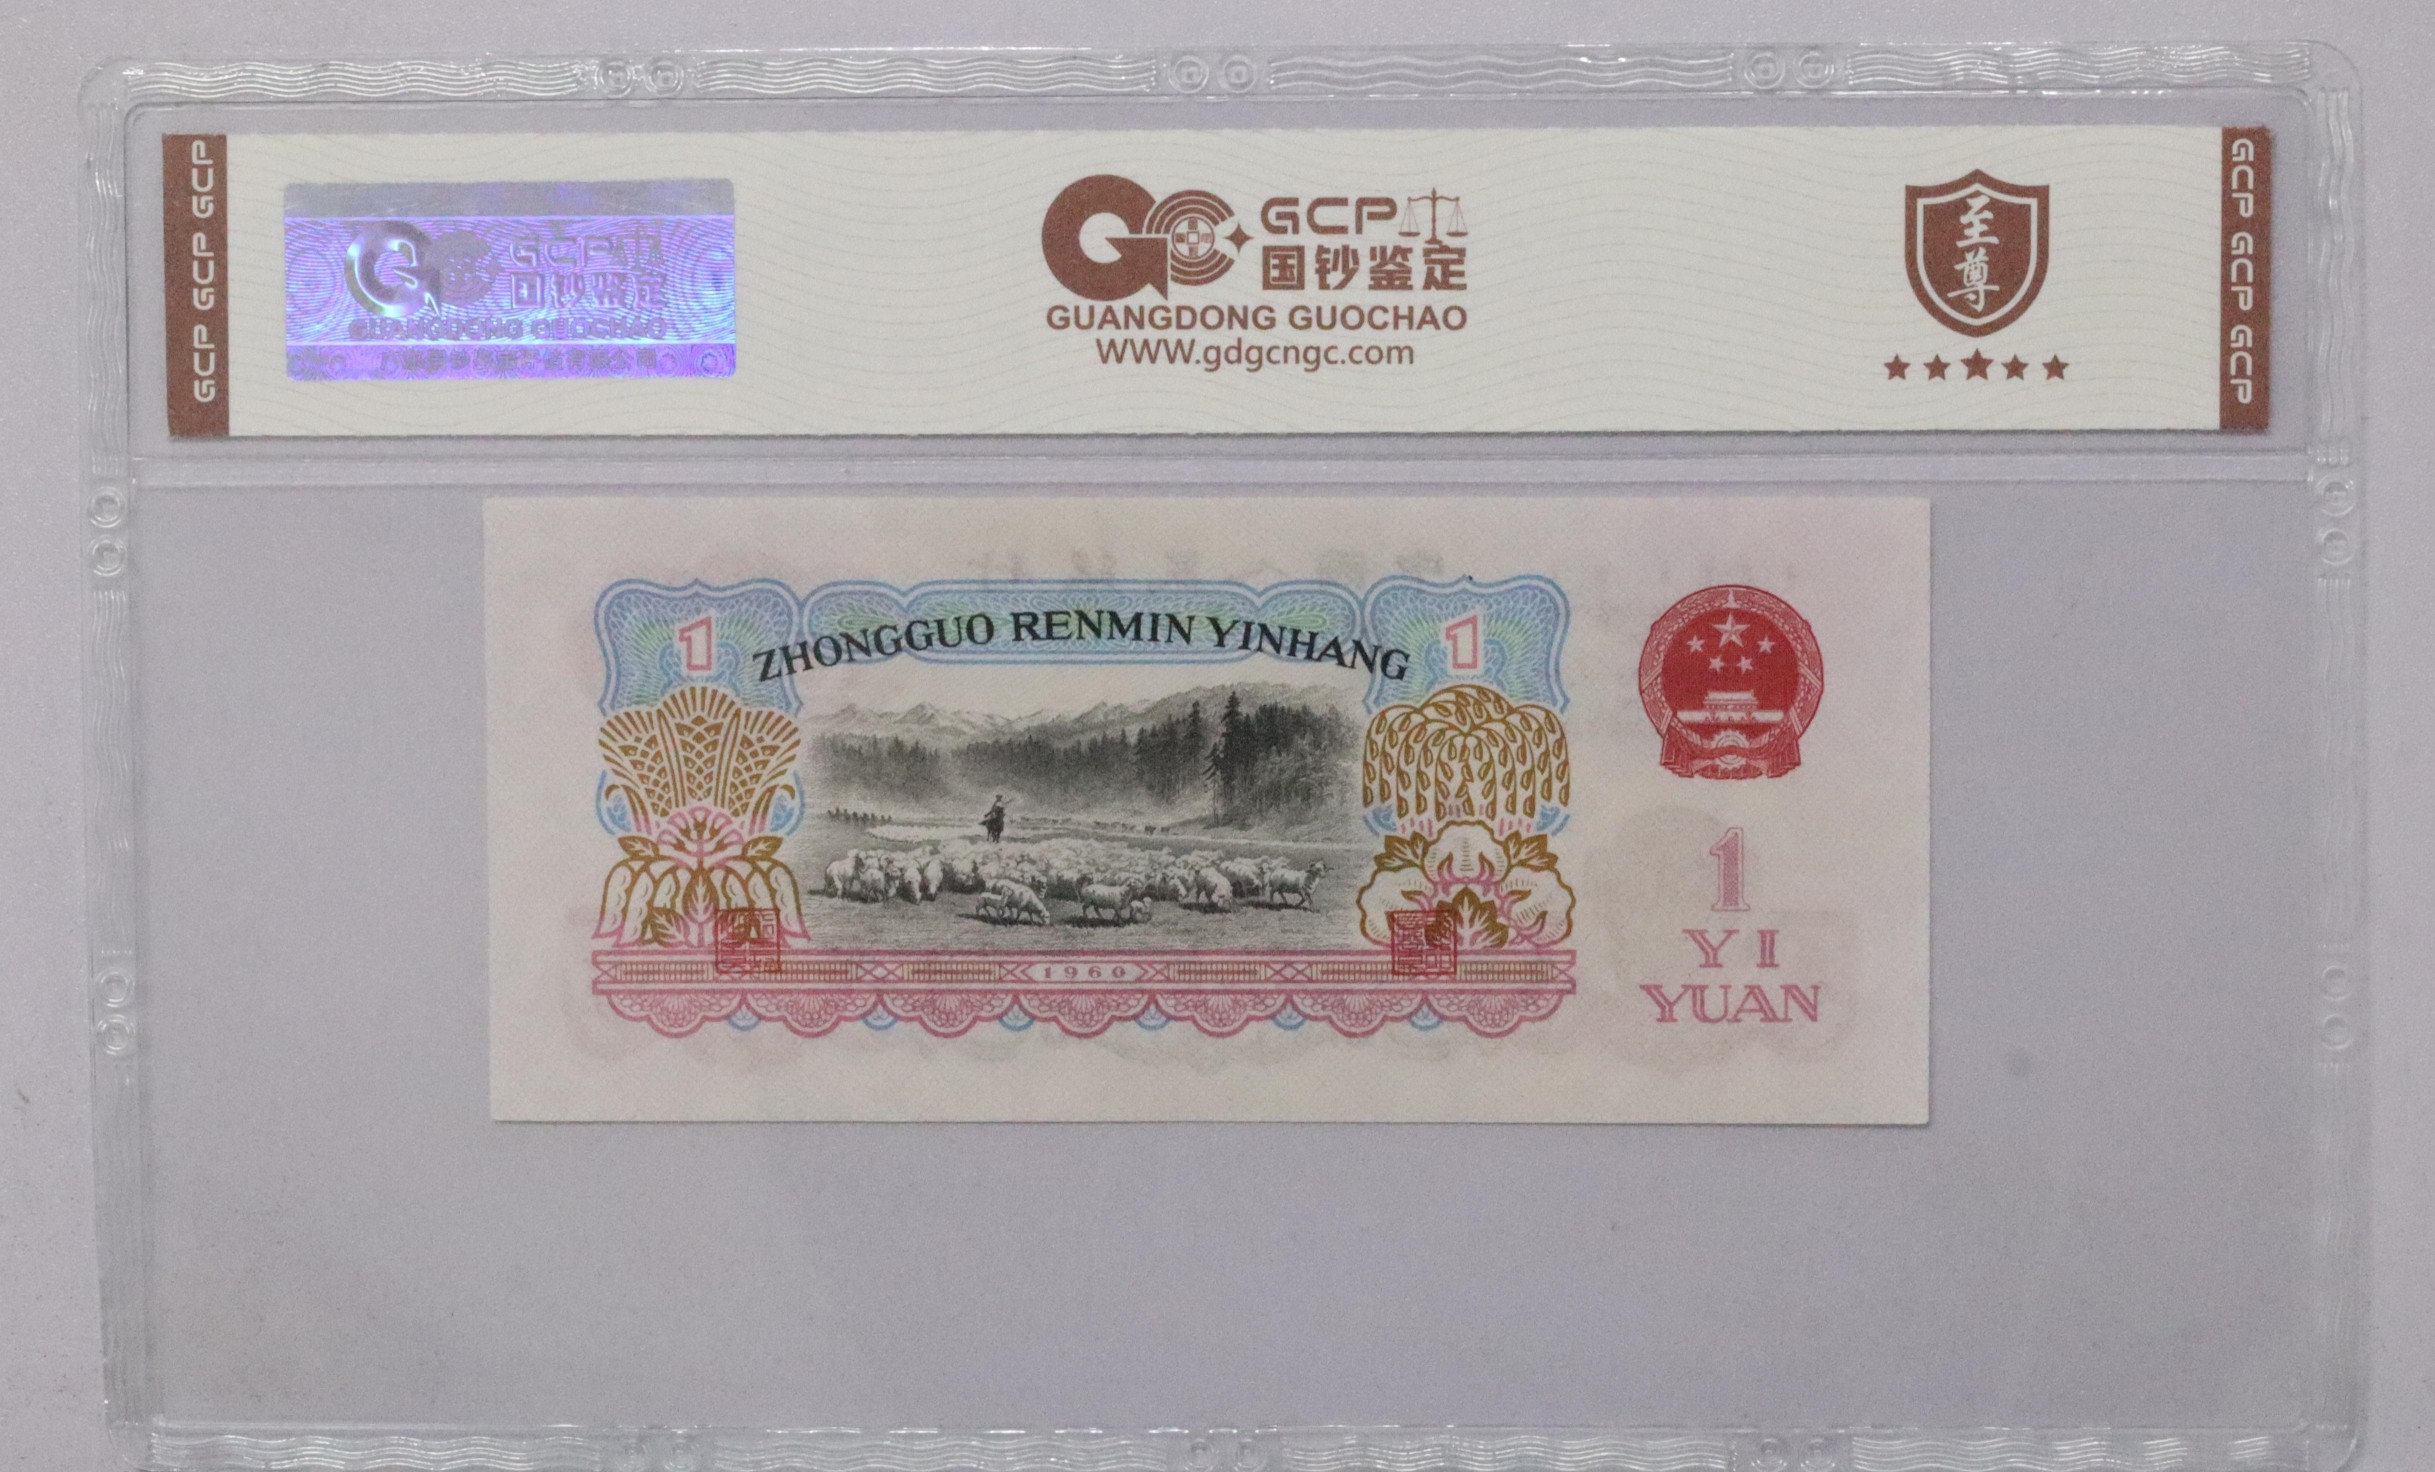 GCP GCP GCP
GCP
国钞鉴定
GUANGDONG GUOCHAO
GCP
国钞鉴定
GUANGDONG GUOCHAO
WWW.gdgcngc.com
至
尊
GCP GCP GCP
ZHONGGUO RENMIN YINHANG
1
1
1960
1
YI
YUAN